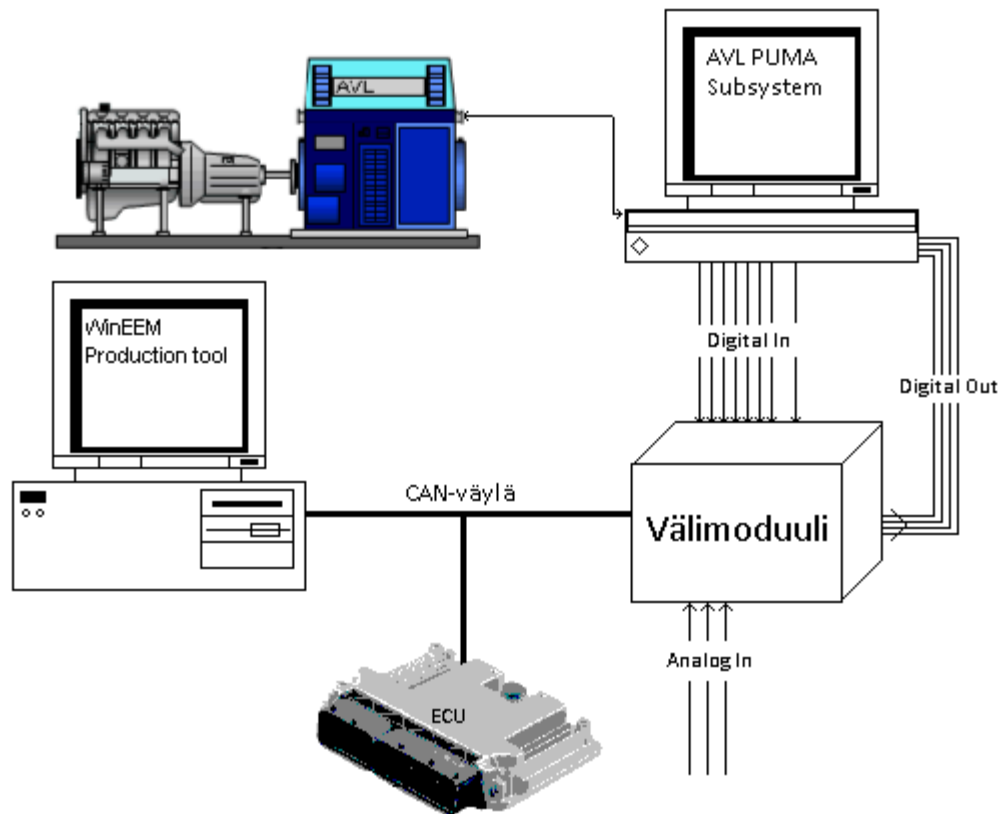 AVL
AVL PUMA
Subsystem
WinEEM
Production tool
Digital In
Digital Out
CAN-väylä
Välimoduuli
Analog In
ECU